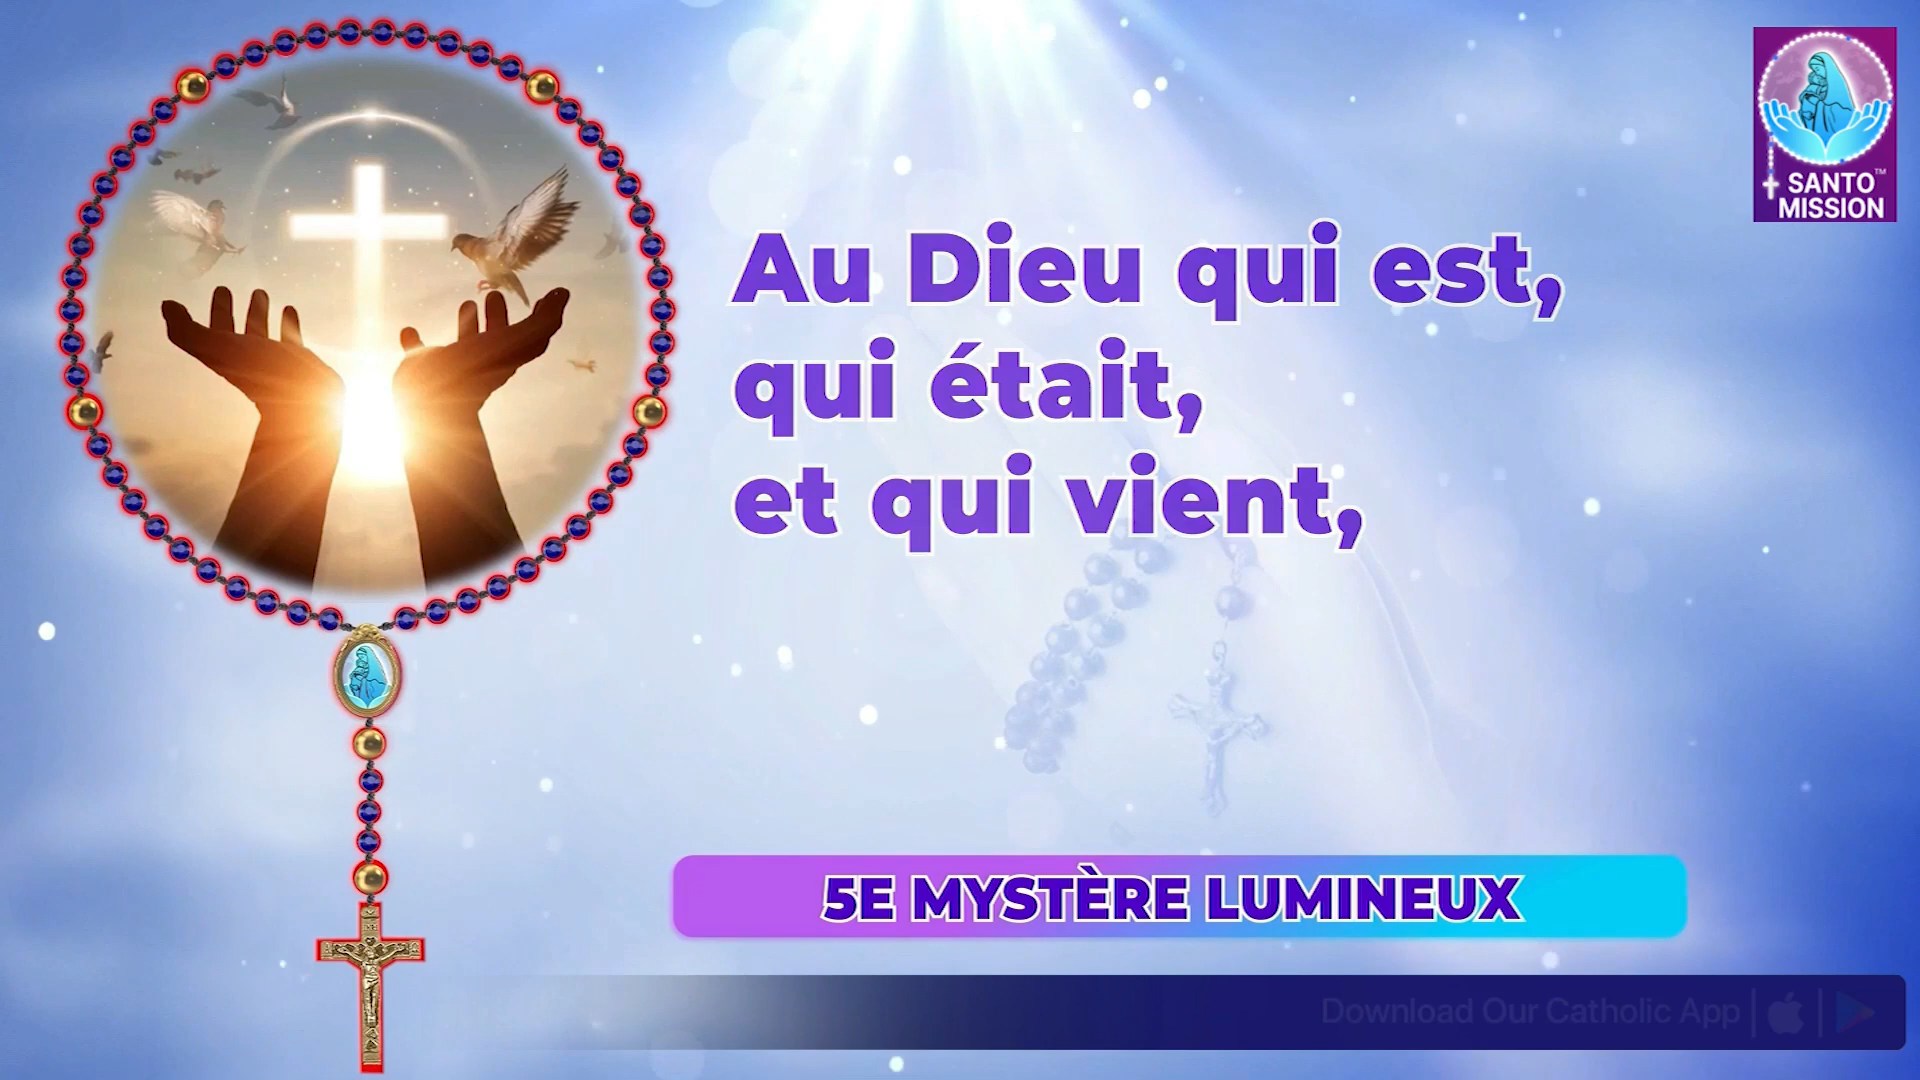 SANTO™
MISSION
Au Dieu qui est,
qui était,
et qui vient,
5E MYSTÈRE LUMINEUX
Download Our Catholic App